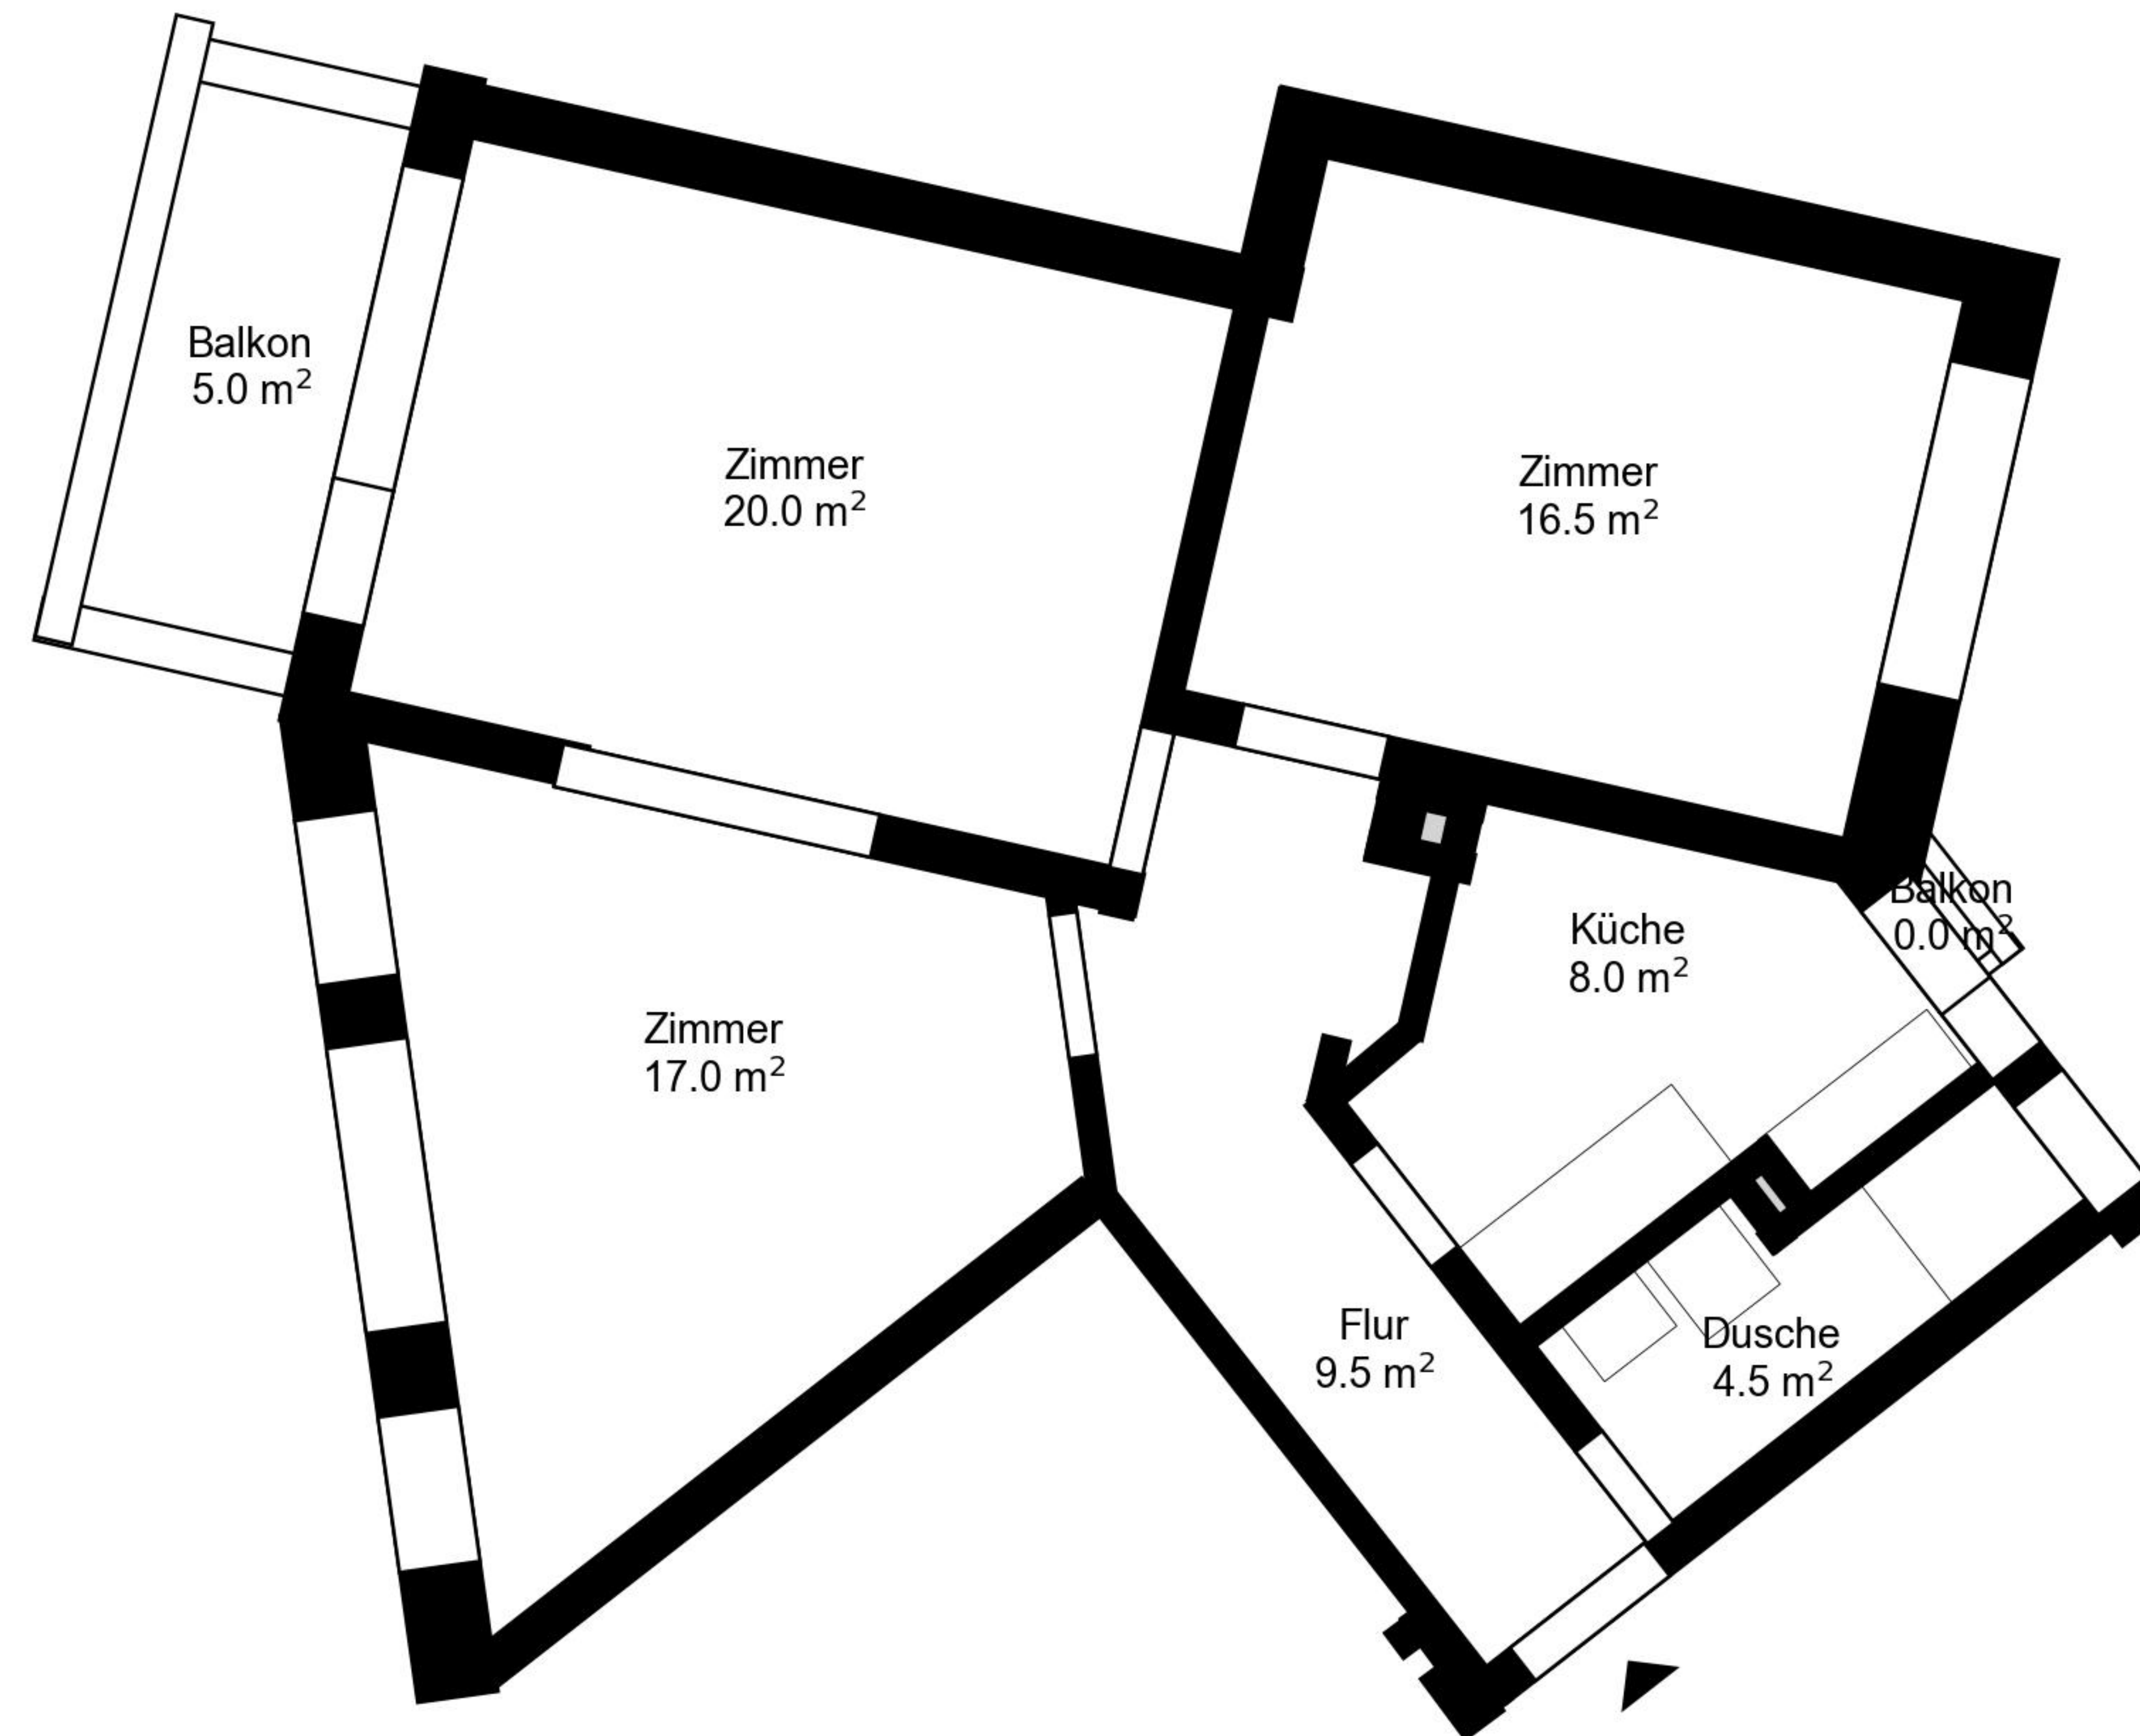 Balkon
5.0 m²
Zimmer
20.0 m²
Zimmer
16.5 m²
Balkon
0.0 m²
Küche
8.0 m²
Zimmer
17.0 m²
Flur
9.5 m²
Dusche
4.5 m²